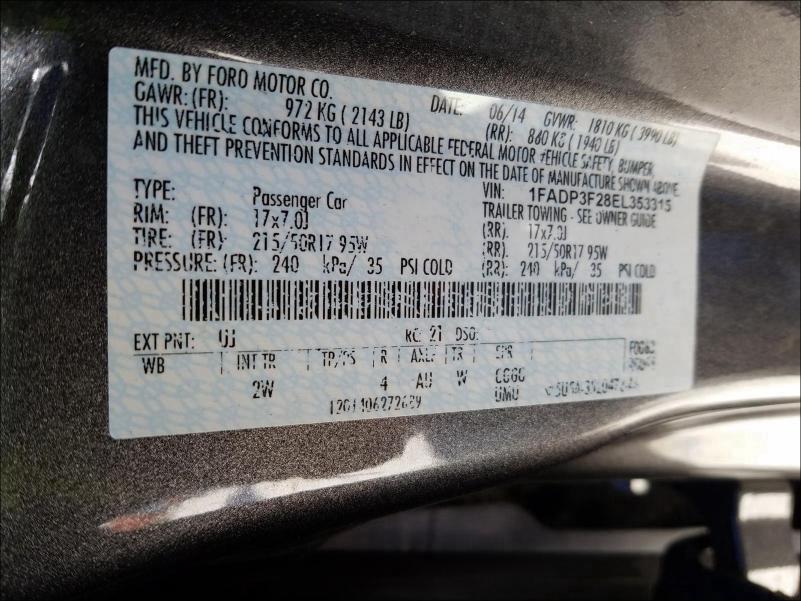 MFD. BY FORD MOTOR CO. DATE: 06/14 GVWR: 1810 KG ( 3990 LB)
GAWR: (FR): 972 KG ( 2143 LB) (RR): 880 KG ( 1940 LB)
THIS VEHICLE CONFORMS TO ALL APPLICABLE FEDERAL MOTOR VEHICLE SAFETY, BUMPER,
AND THEFT PREVENTION STANDARDS IN EFFECT ON THE DATE OF MANUFACTURE SHOWN ABOVE.
VIN: 1FADP3F28EL353315
TYPE: Passenger Car TRAILER TOWING - SEE OWNER GUIDE
RIM: (FR): 17x7.0J (RR). 17x7.0J
TIRE: (FR): 215/50R17 95W (RR). 215/50R17 95W
PRESSURE: (FR): 240 kPa/ 35 PSI COLD (RR): 240 kPa/ 35 PSI COLD
EXT PNT: UJ RC: 21 DSO:
WB INT TR TP/PS R AXLE TR SPR
2W 4 AU W